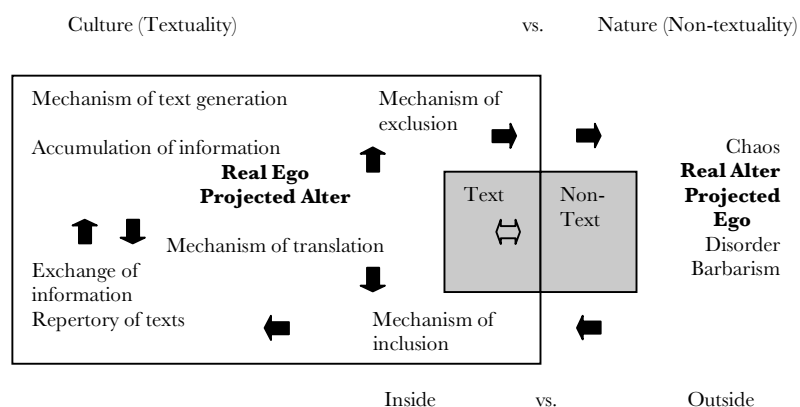 Culture (Textuality) vs. Nature (Non-textuality)
Mechanism of text generation
Mechanism of
exclusion
Accumulation of information
Real Ego
Projected Alter
Text
Non-
Text
Chaos
Real Alter
Projected
Ego
Disorder
Barbarism
Mechanism of translation
Exchange of
information
Repertory of texts
Mechanism of
inclusion
Inside vs. Outside